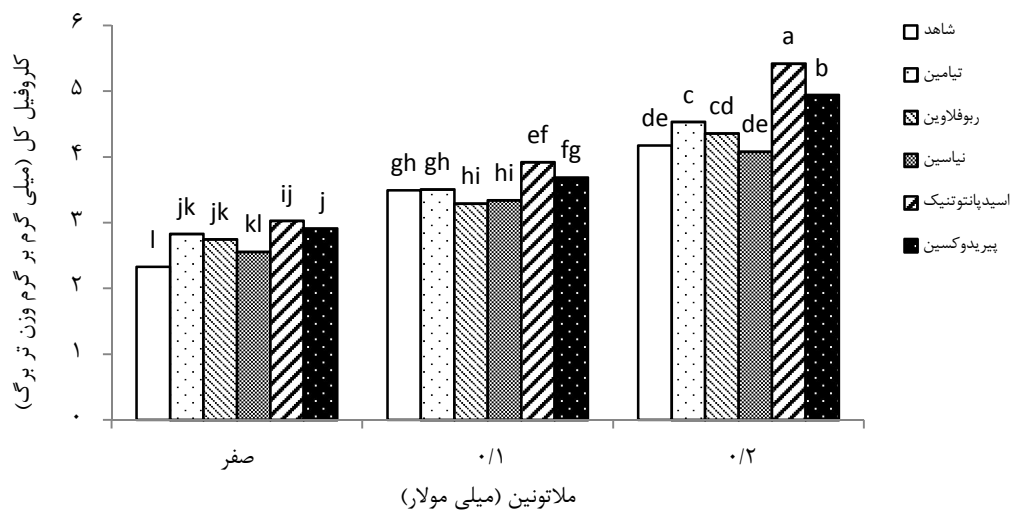 کلروفیل کل (میلی گرم بر گرم وزن تر برگ)
۶
۵
۴
۳
۲
۱
۰
l jk jk kl ij j
gh gh hi hi ef fg
de c cd de a b
صفر ۰/۱ ۰/۲
ملاتونین (میلی مولار)
شاهد
تیامین
ربوفلاوین
نیاسین
اسیدپانتوتنیک
پیریدوکسین